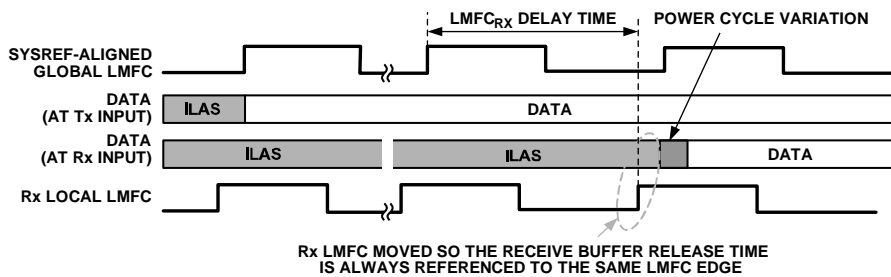 LMFCRX DELAY TIME
POWER CYCLE VARIATION
SYSREF-ALIGNED
GLOBAL LMFC
DATA
(AT Tx INPUT)
ILAS
DATA
DATA
(AT Rx INPUT)
ILAS
ILAS
DATA
Rx LOCAL LMFC
Rx LMFC MOVED SO THE RECEIVE BUFFER RELEASE TIME
IS ALWAYS REFERENCED TO THE SAME LMFC EDGE